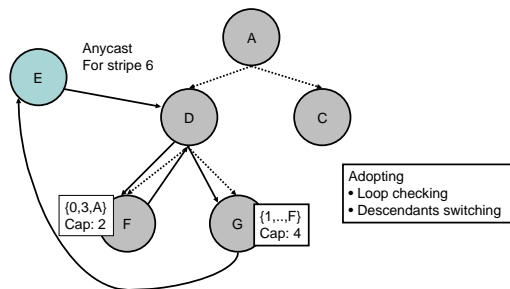 A
Anycast
For stripe 6
E
D
C
Adopting
• Loop checking
• Descendants switching
{0,3,A}
Cap: 2
F
G
{1,..,F}
Cap: 4